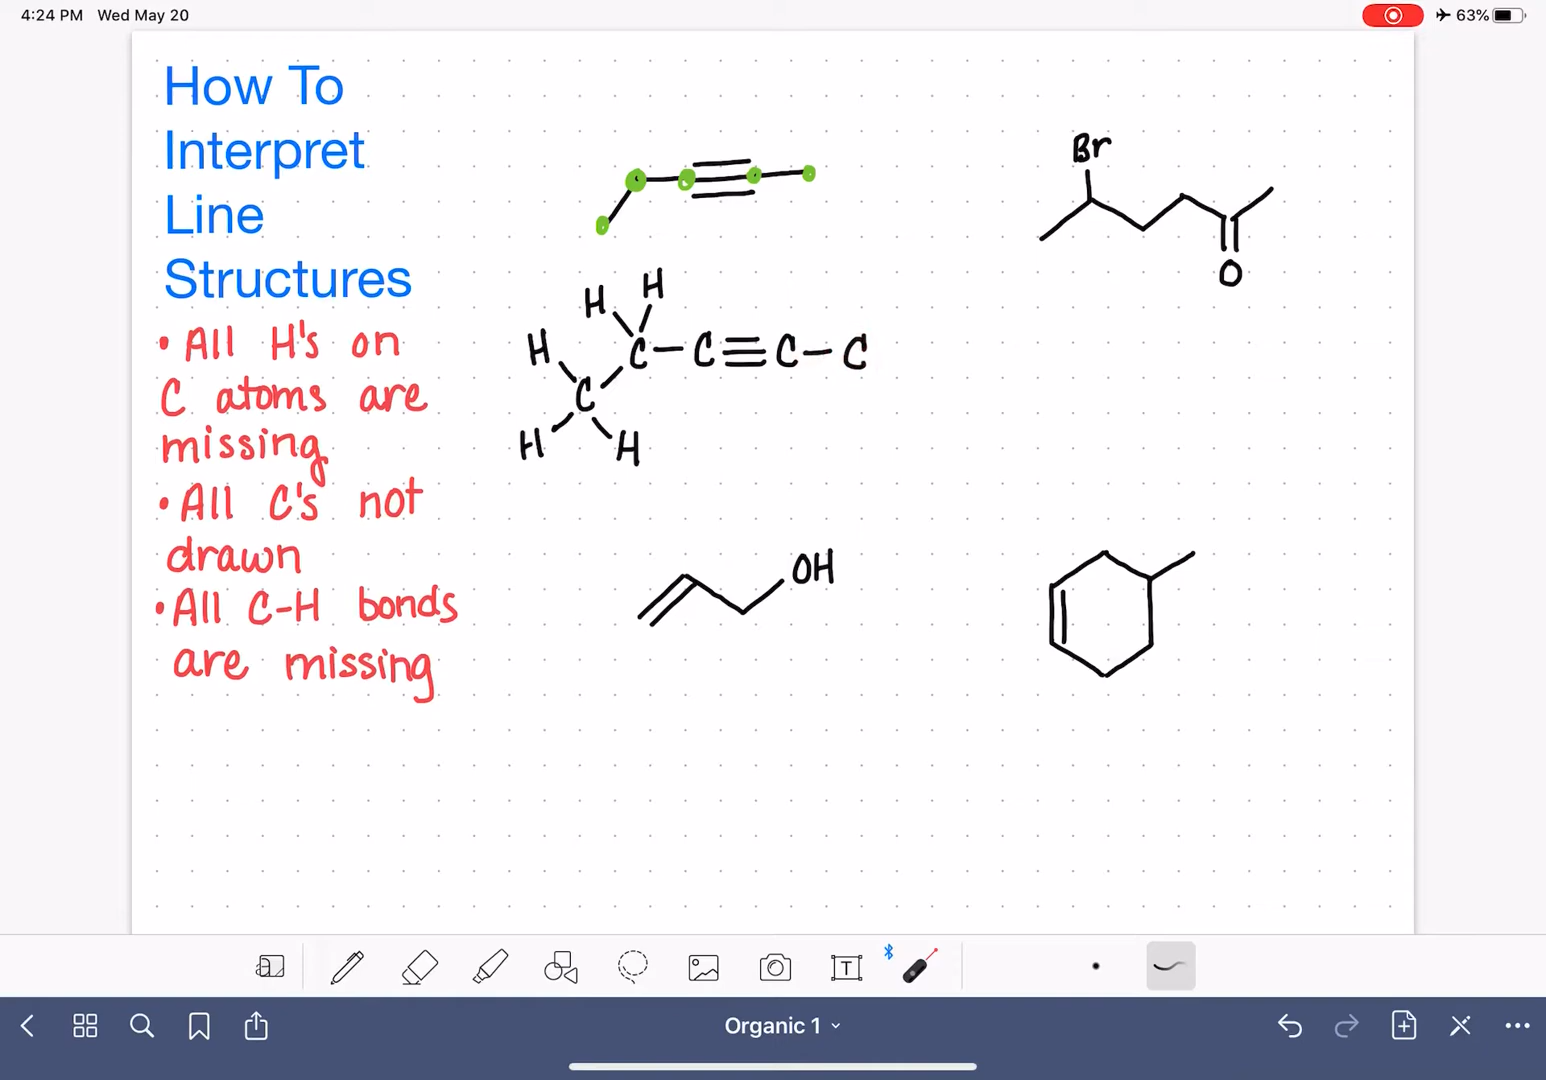 4:24 PM Wed May 20
63%
How To
Interpret
Line
Structures
• All H's on
C atoms are
missing
• All C's not
drawn
• All C-H bonds
are missing
Br
O
H H
H C-C≡C-C
C
H H
OH
T
Organic 1